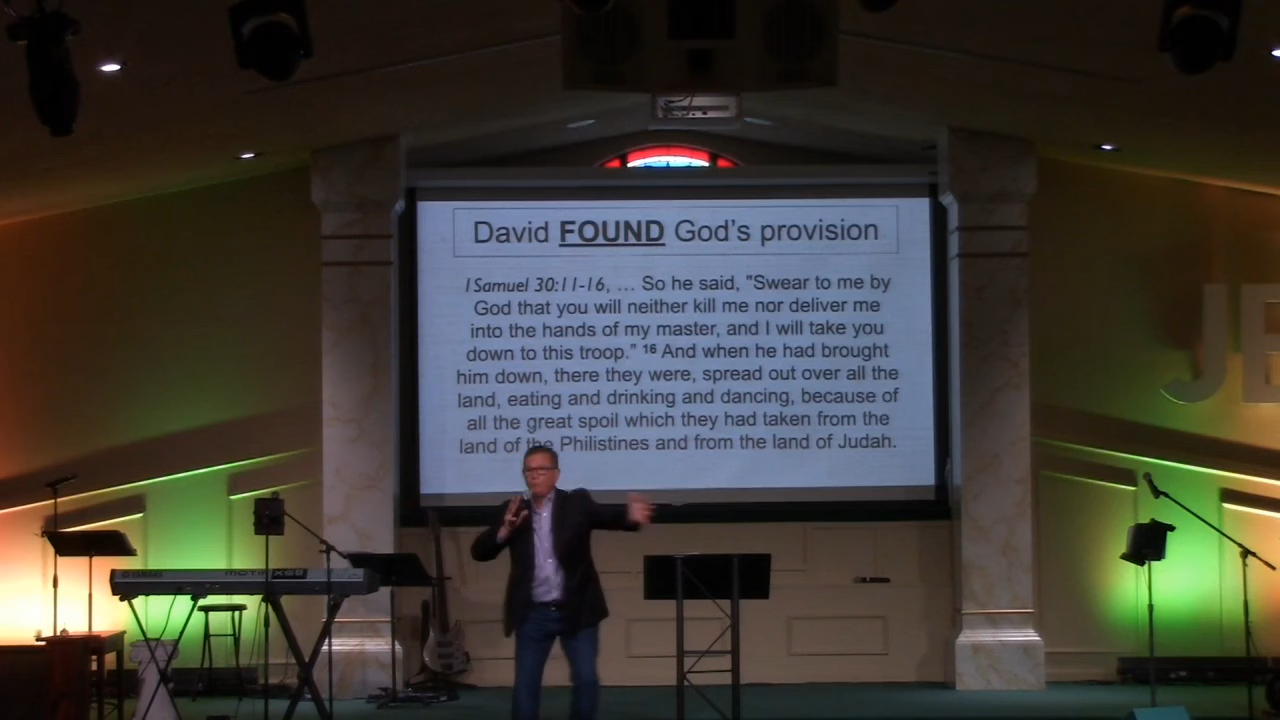 David FOUND God's provision
1Samuel 30:11-16, ... So he said, "Swear to me by
God that you will neither kill me nor deliver me
into the hands of my master, and I will take you
down to this troop." 16 And when he had brought
him down, there they were, spread out over all the
land, eating and drinking and dancing, because of
all the great spoil which they had taken from the
land of the Philistines and from the land of Judah.
JE
YAMAHA